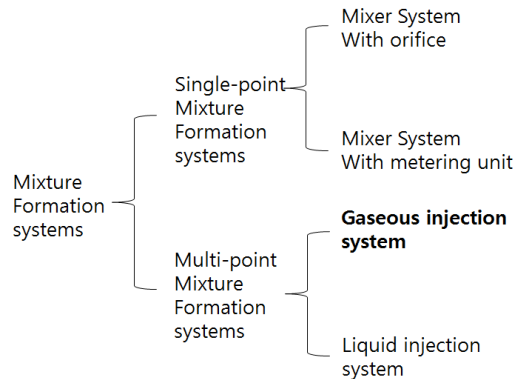 Mixture
Formation
systems
Single-point
Mixture
Formation
systems
Mixer System
With orifice
Mixer System
With metering unit
Multi-point
Mixture
Formation
systems
Gaseous injection
system
Liquid injection
system